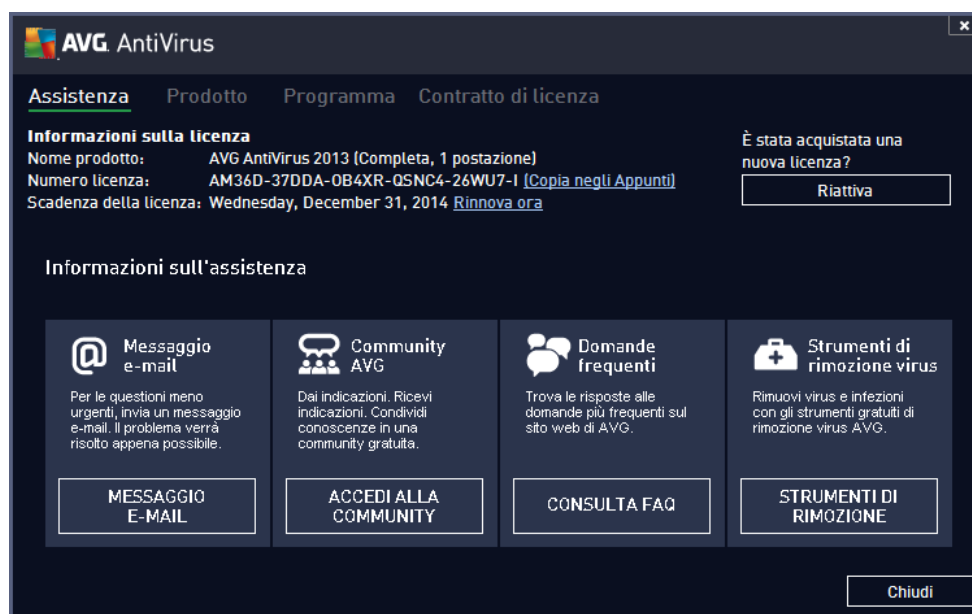 AVG. AntiVirus
Assistenza Prodotto Programma Contratto di licenza
Informazioni sulla licenza
Nome prodotto: AVG AntiVirus 2013 (Completa, 1 postazione)
Numero licenza: AM36D-37DDA-OB4XR-QSNC4-26WU7-I (Copia negli Appunti)
Scadenza della licenza: Wednesday, December 31, 2014 Rinnova ora
È stata acquistata una
nuova licenza?
Riattiva
Informazioni sull'assistenza
Messaggio
e-mail
Per le questioni meno
urgenti, invia un messaggio
e-mail. Il problema verrà
risolto appena possibile.
MESSAGGIO
E-MAIL
Community
AVG
Dai indicazioni. Ricevi
indicazioni. Condividi
conoscenze in una
community gratuita.
ACCEDI ALLA
COMMUNITY
Domande
frequenti
Trova le risposte alle
domande più frequenti sul
sito web di AVG.
CONSULTA FAQ
Strumenti di
rimozione virus
Rimuovi virus e infezioni
con gli strumenti gratuiti di
rimozione virus AVG.
STRUMENTI DI
RIMOZIONE
Chiudi